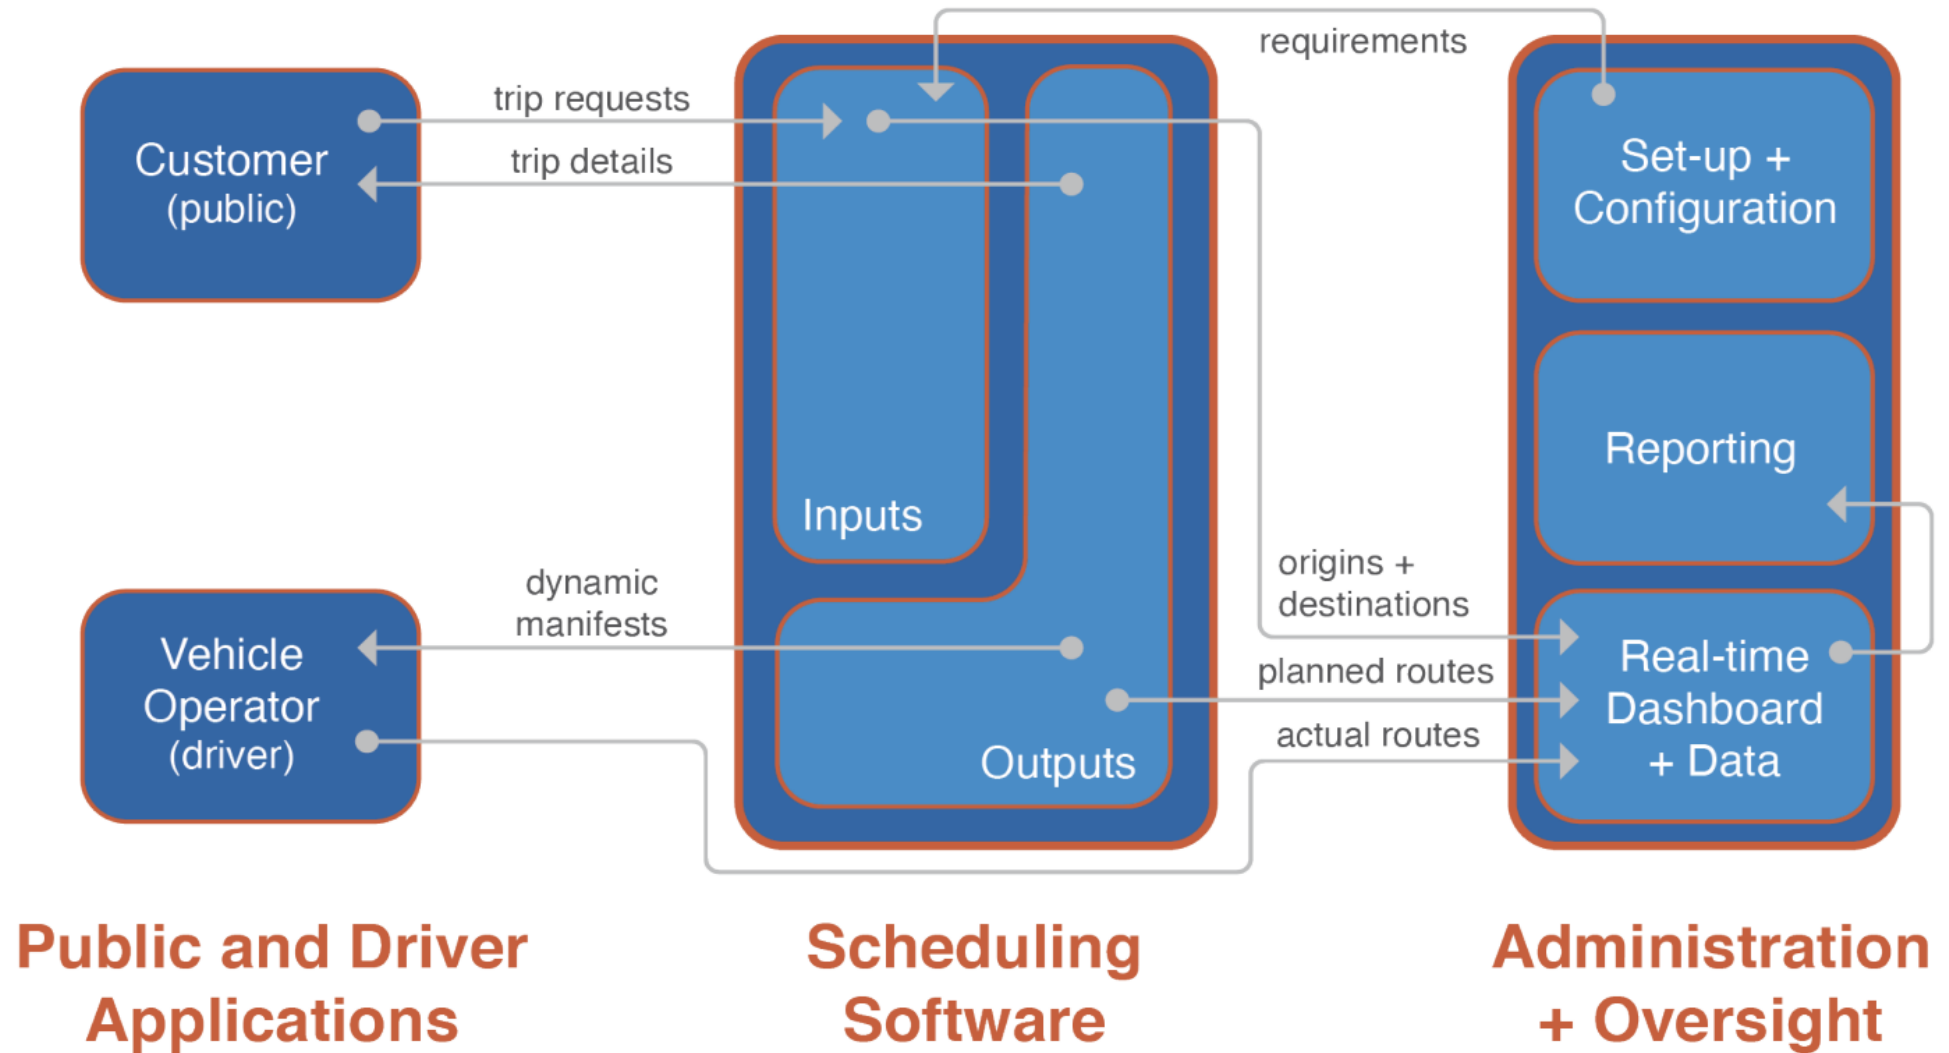 requirements
trip requests
trip details
Customer
(public)
Set-up +
Configuration
Inputs
Reporting
dynamic
manifests
origins +
destinations
Vehicle
Operator
(driver)
planned routes
actual routes
Outputs
Real-time
Dashboard
+ Data
Public and Driver
Applications
Scheduling
Software
Administration
+ Oversight